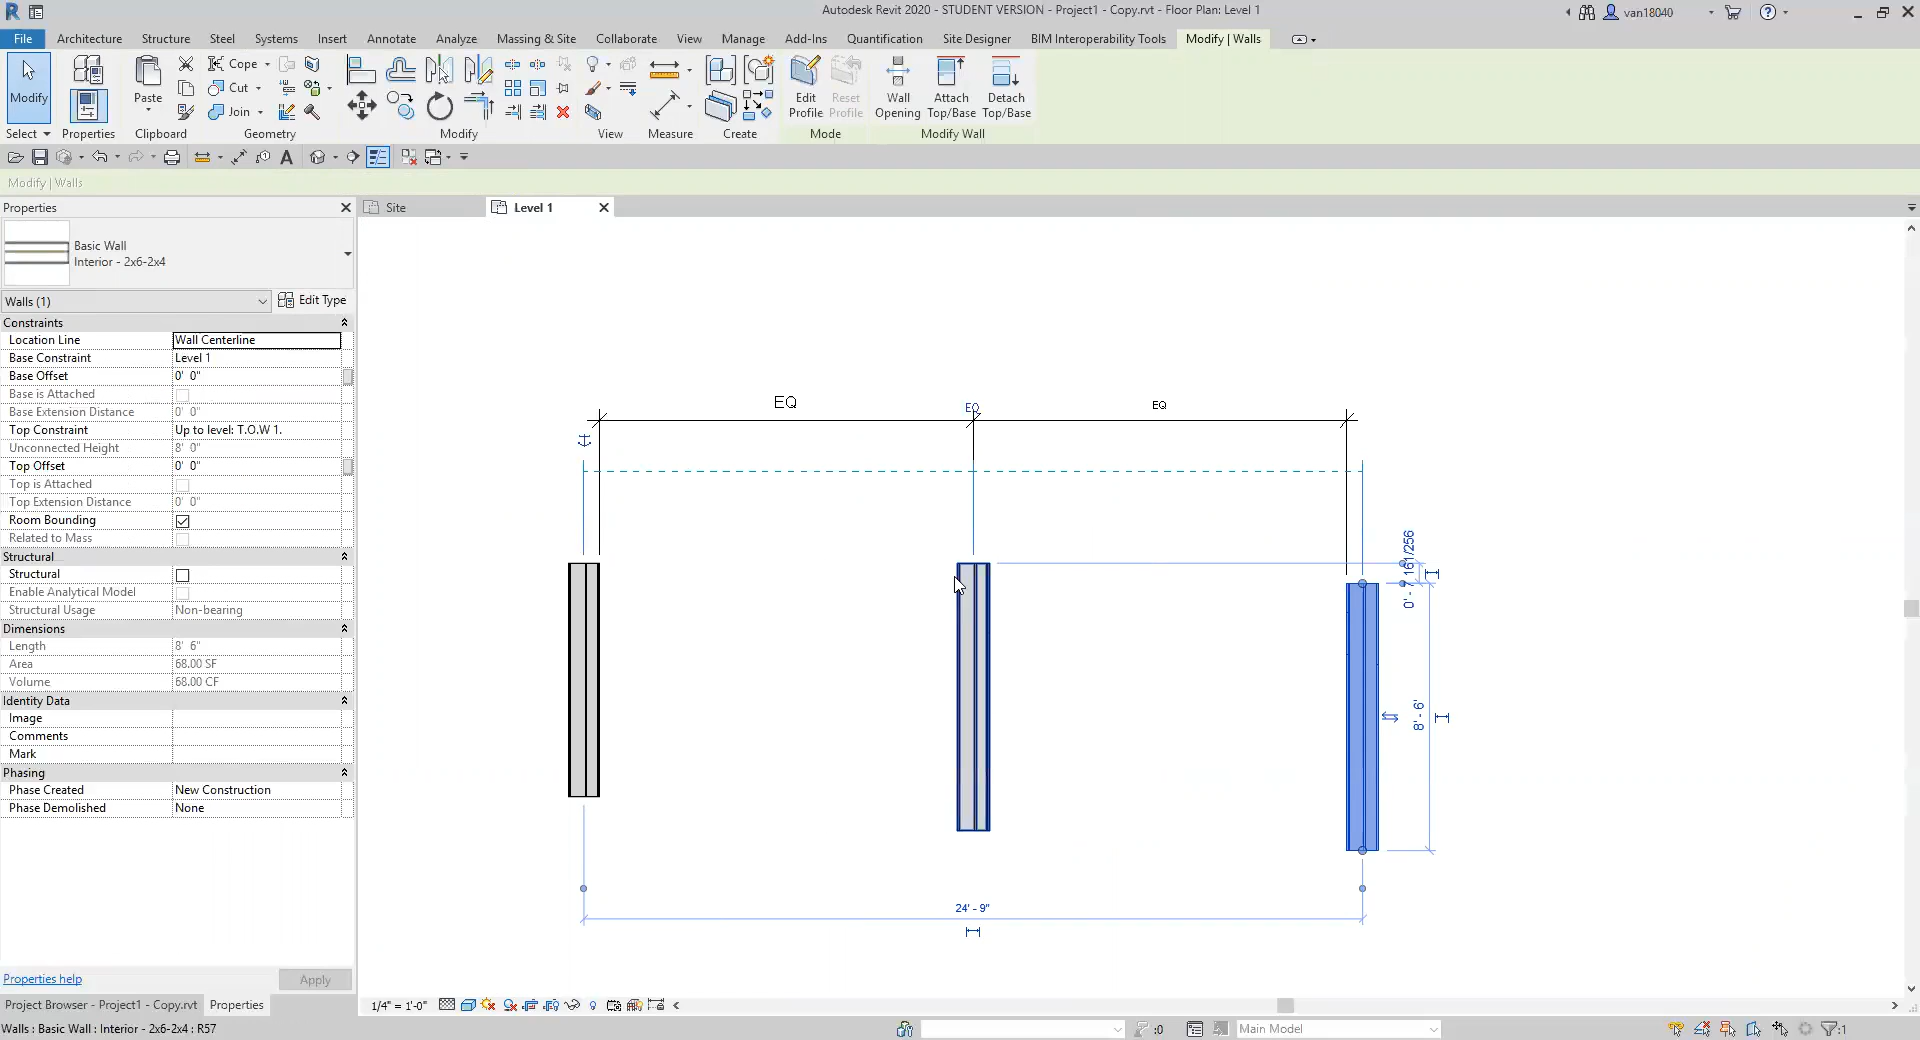 Autodesk Revit 2020 - STUDENT VERSION - Project1 - Copy.rvt - Floor Plan: Level 1
van18040
File Architecture Structure Steel Systems Insert Annotate Analyze Massing & Site Collaborate View Manage Add-Ins Quantification Site Designer BIM Interoperability Tools Modify | Walls
Modify
Select
Properties
Paste
Clipboard
Cope
Cut
Join
Geometry
Modify
View
Measure
Create
Edit Profile
Reset Profile
Mode
Wall Opening
Attach Top/Base
Detach Top/Base
Modify Wall
Modify | Walls
Properties
Site
Level 1
Basic Wall
Interior - 2x6-2x4
Walls (1)
Edit Type
Constraints
Location Line Wall Centerline
Base Constraint Level 1
Base Offset 0' 0"
Base is Attached
Base Extension Distance 0' 0"
Top Constraint Up to level: T.O.W 1.
Unconnected Height 8' 0"
Top Offset 0' 0"
Top is Attached
Top Extension Distance 0' 0"
Room Bounding
Related to Mass
Structural
Structural
Enable Analytical Model
Structural Usage Non-bearing
Dimensions
Length 8' 6"
Area 68.00 SF
Volume 68.00 CF
Identity Data
Image
Comments
Mark
Phasing
Phase Created New Construction
Phase Demolished None
Properties help
Apply
Project Browser - Project1 - Copy.rvt
Properties
EQ
EQ
EQ
0' - 7 161/256
8' - 6"
24' - 9"
1/4" = 1'-0"
Walls : Basic Wall : Interior - 2x6-2x4 : R57
:0
Main Model
:1